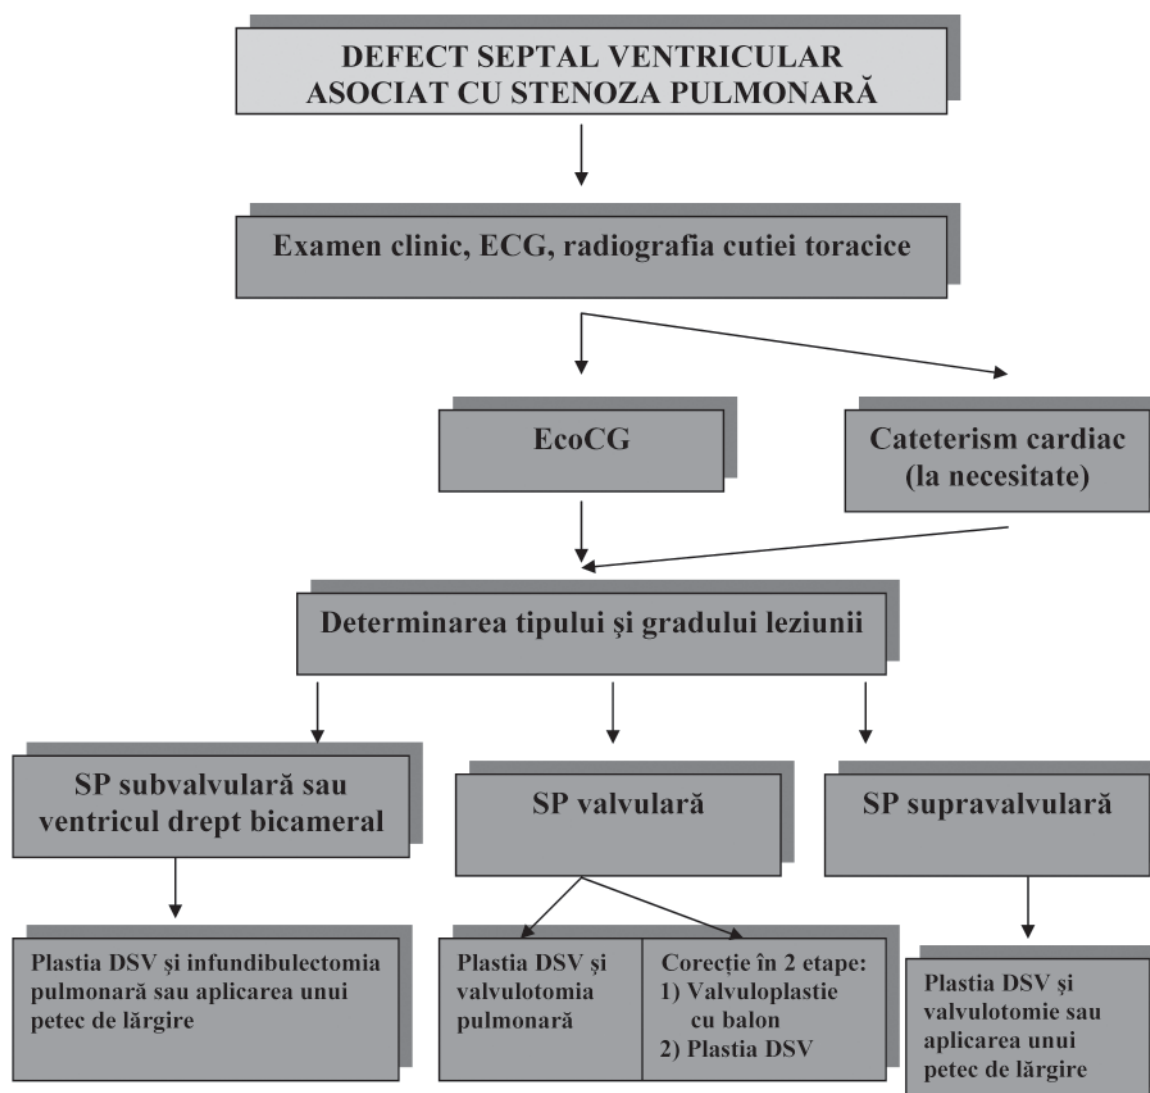 DEFECT SEPTAL VENTRICULAR
ASOCIAT CU STENOZA PULMONARĂ
Examen clinic, ECG, radiografia cutiei toracice
EcoCG
Cateterism cardiac
(la necesitate)
Determinarea tipului şi gradului leziunii
SP subvalvulară sau
ventricul drept bicameral
SP valvulară
SP supravalvulară
Plastia DSV şi infundibulectomia
pulmonară sau aplicarea unui
petec de lărgire
Plastia DSV şi
valvulotomia
pulmonară
Corecție în 2 etape:
1) Valvuloplastie
cu balon
2) Plastia DSV
Plastia DSV şi
valvulotomie sau
aplicarea unui
petec de lărgire